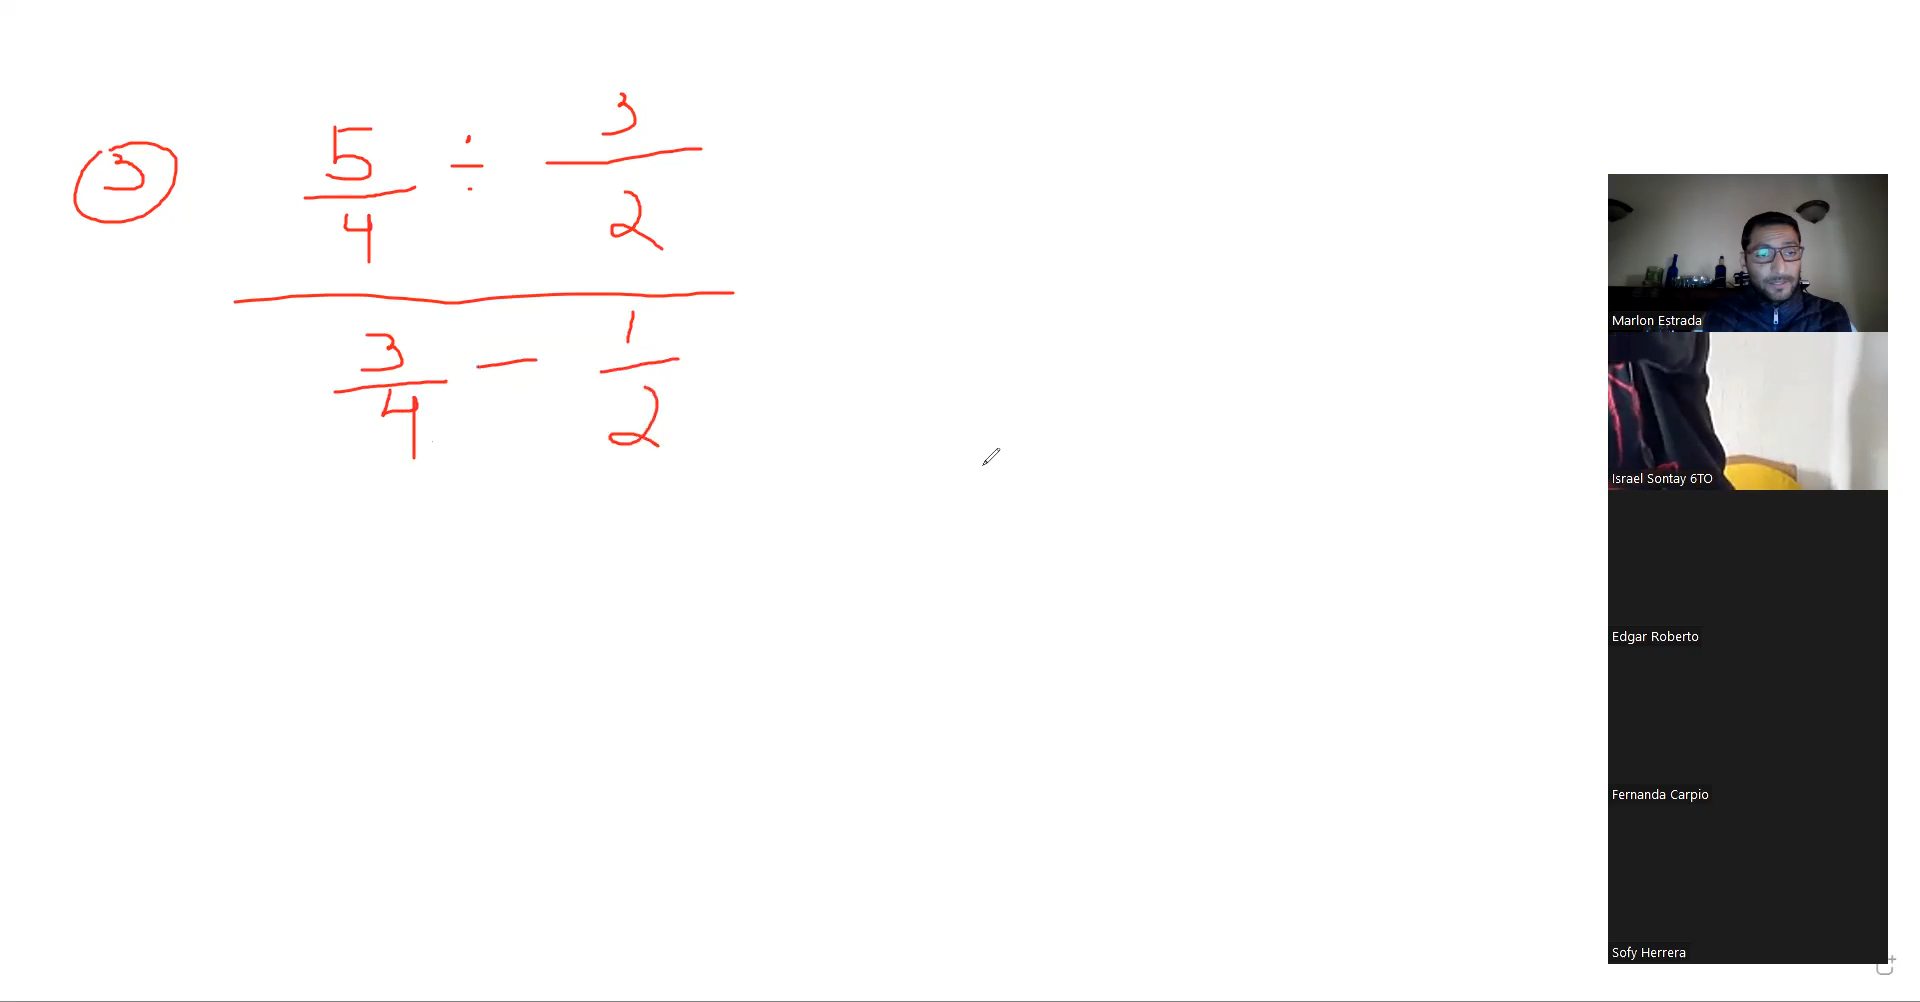 ③ 5/4 ÷ 3/2
3/4 − 1/2
Marlon Estrada
Israel Sontay 6TO
Edgar Roberto
Fernanda Carpio
Sofy Herrera